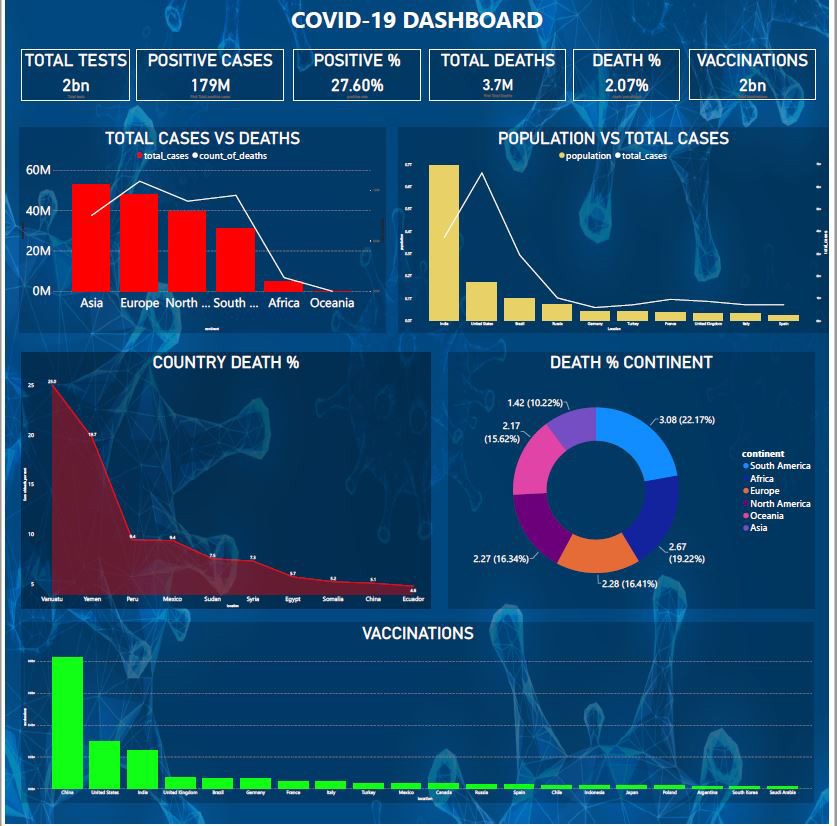 COVID-19 DASHBOARD
TOTAL TESTS
2bn
POSITIVE CASES
179M
POSITIVE %
27.60%
TOTAL DEATHS
3.7M
DEATH %
2.07%
VACCINATIONS
2bn
TOTAL CASES VS DEATHS
total_cases count_of_deaths
60M
40M
20M
0M
Asia Europe North ... South ... Africa Oceania
continent
POPULATION VS TOTAL CASES
population total_cases
India United States Brazil Russia Germany Turkey France United Kingdom Italy Spain
Location
COUNTRY DEATH %
25
20
15
10
5
25.0
19.7
9.4
9.4
7.5
7.3
5.7
5.2
5.1
4.8
Vanuatu Yemen Peru Mexico Sudan Syria Egypt Somalia China Ecuador
location
DEATH % CONTINENT
1.42 (10.22%)
3.08 (22.17%)
2.17
(15.62%)
2.67
(19.22%)
2.27 (16.34%)
2.28 (16.41%)
continent
South America
Africa
Europe
North America
Oceania
Asia
VACCINATIONS
China United States India United Kingdom Brazil Germany France Italy Turkey Mexico Canada Russia Spain Chile Indonesia Japan Poland Argentina South Korea Saudi Arabia
location